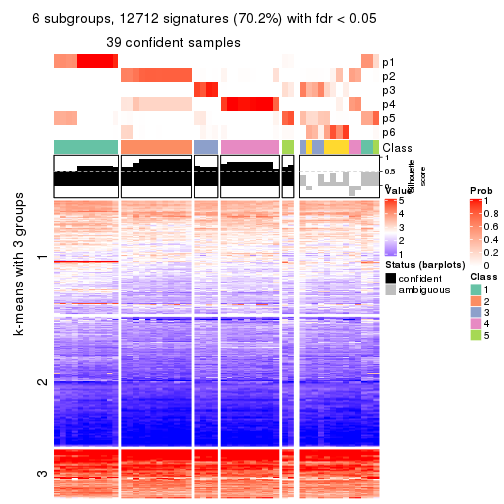 6 subgroups, 12712 signatures (70.2%) with fdr < 0.05
39 confident samples
p1
p2
p3
p4
p5
p6
Class
1
0.5
0
Silhouette
score
k-means with 3 groups
1
2
3
Value
5
4
3
2
1
Status (barplots)
confident
ambiguous
Prob
1
0.8
0.6
0.4
0.2
0
Class
1
2
3
4
5